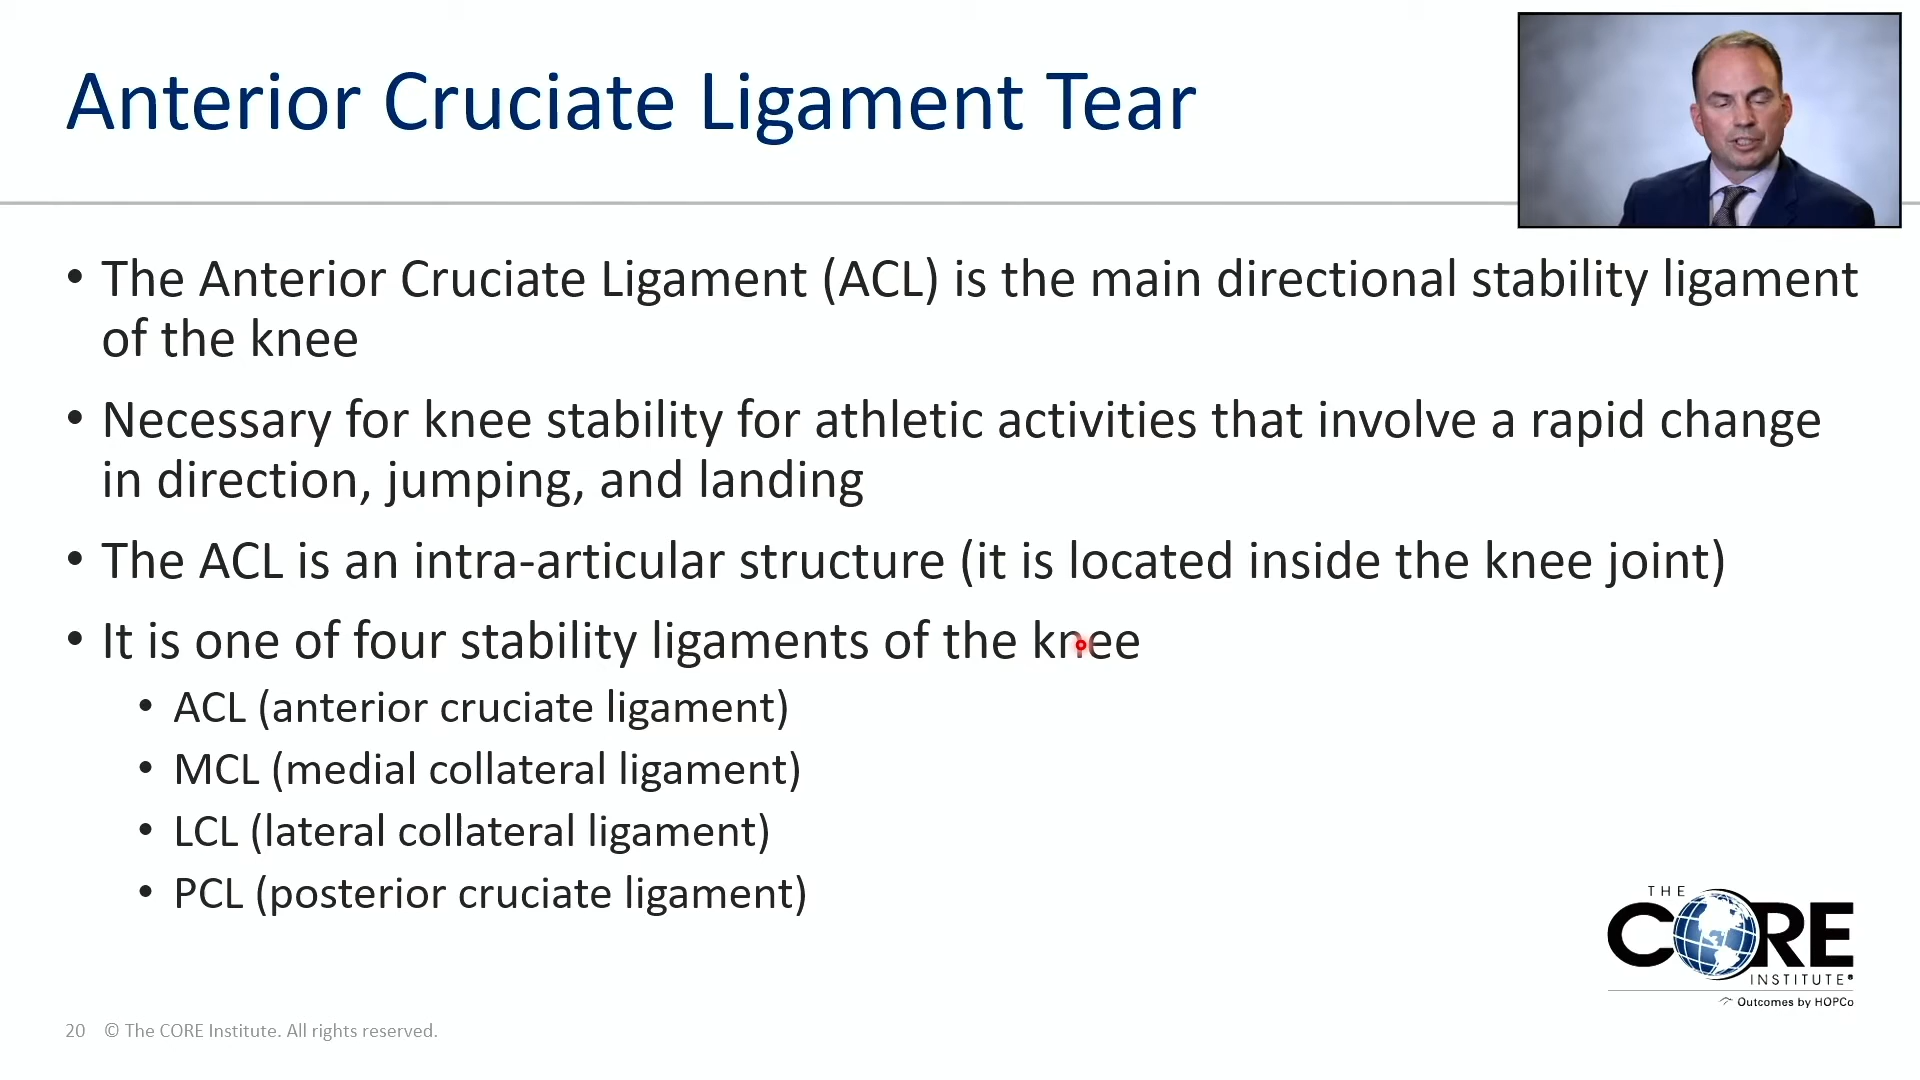 Anterior Cruciate Ligament Tear
• The Anterior Cruciate Ligament (ACL) is the main directional stability ligament
of the knee
• Necessary for knee stability for athletic activities that involve a rapid change
in direction, jumping, and landing
• The ACL is an intra-articular structure (it is located inside the knee joint)
• It is one of four stability ligaments of the knee
• ACL (anterior cruciate ligament)
• MCL (medial collateral ligament)
• LCL (lateral collateral ligament)
• PCL (posterior cruciate ligament)
THE
CORE
INSTITUTE®
Outcomes by HOPCo
20 © The CORE Institute. All rights reserved.